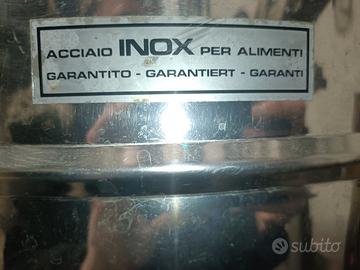 ACCIAIO INOX PER ALIMENTI
GARANTITO - GARANTIERT - GARANTI
subito